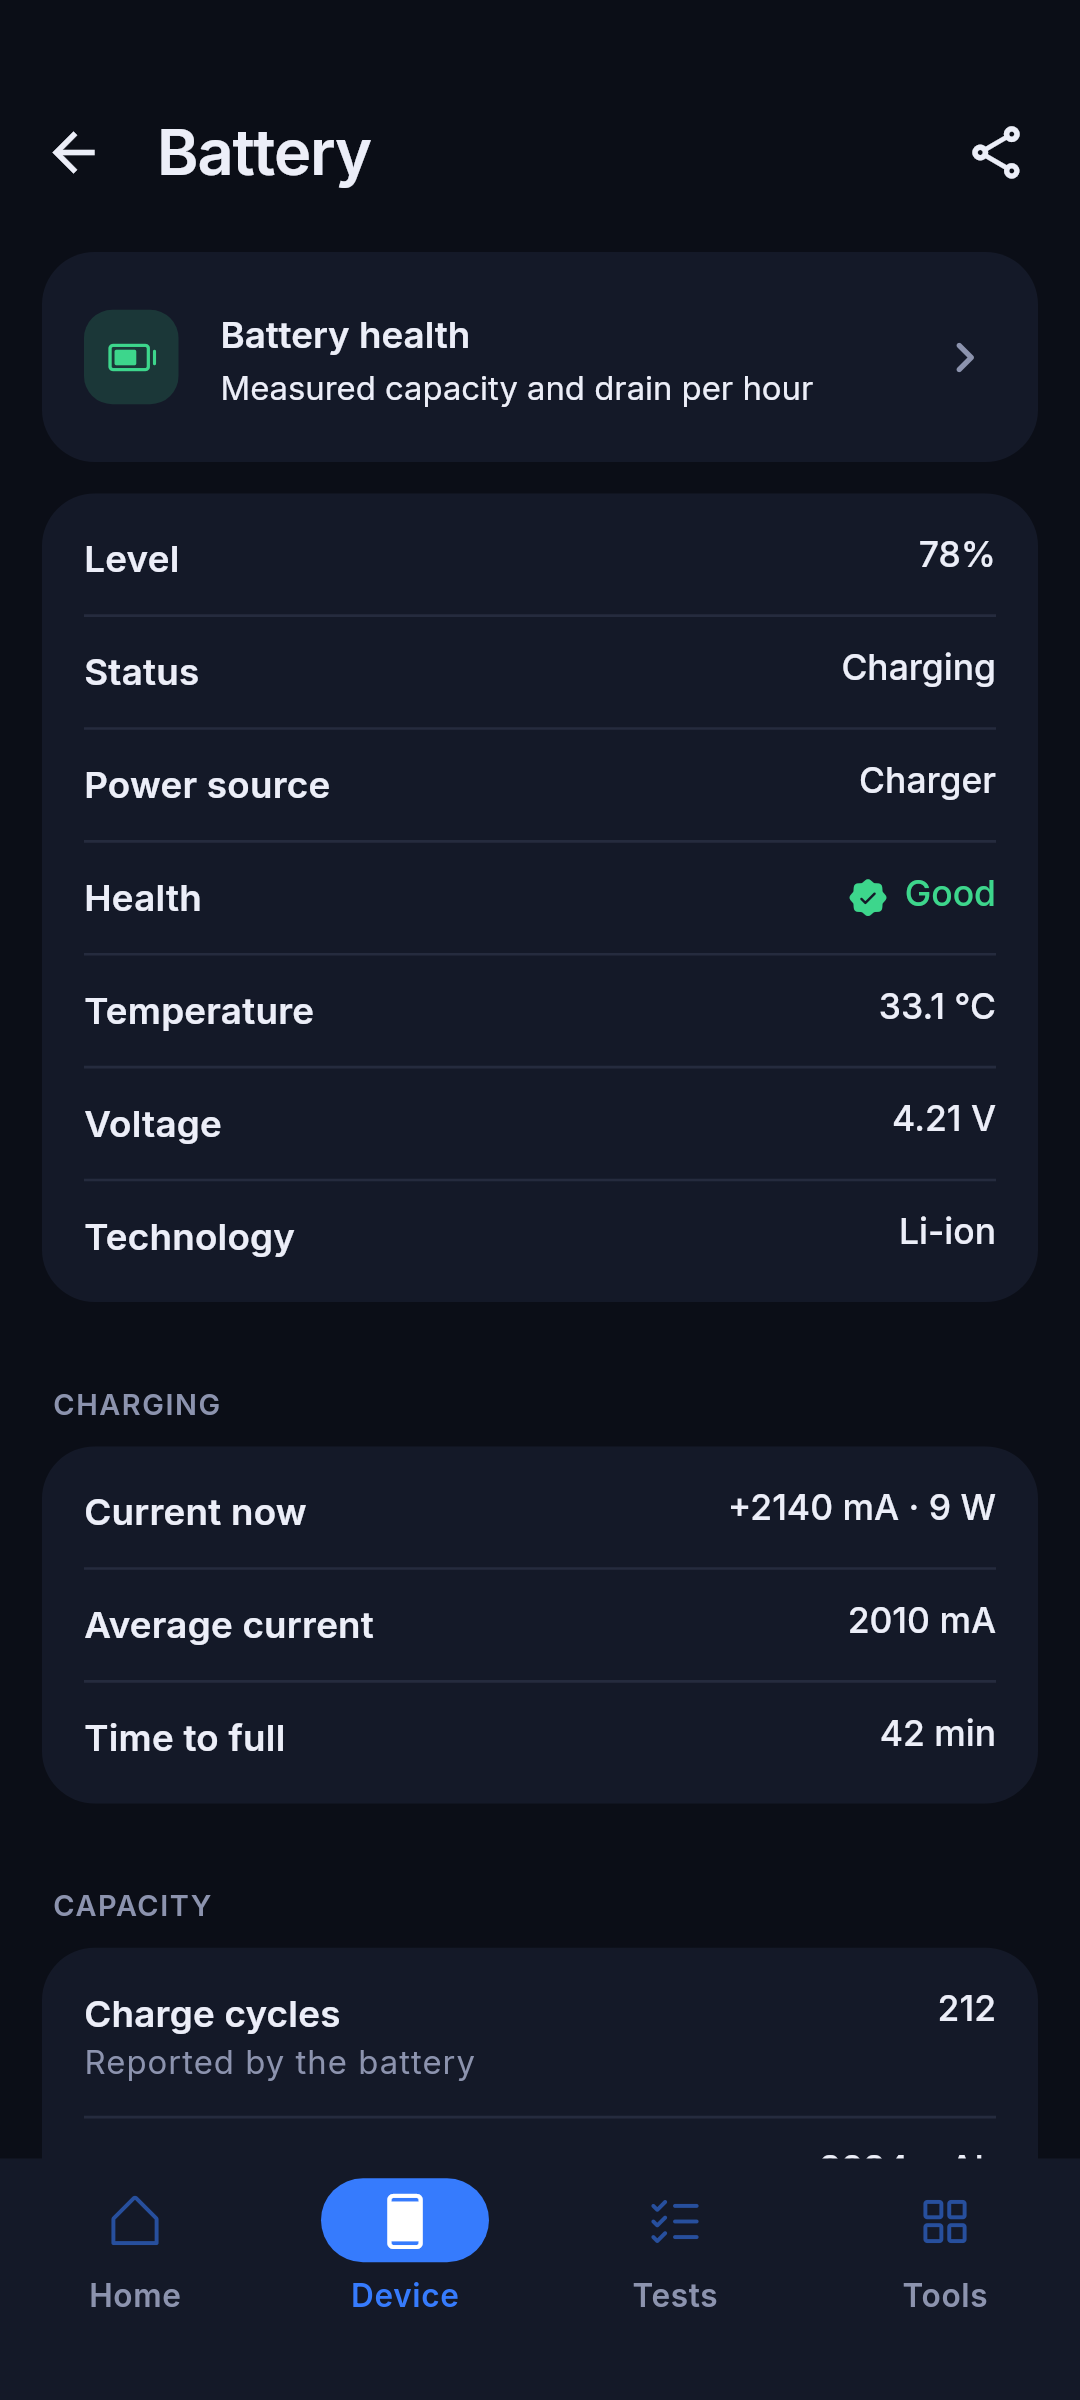 Battery
Battery health
Measured capacity and drain per hour
Level 78%
Status Charging
Power source Charger
Health Good
Temperature 33.1 °C
Voltage 4.21 V
Technology Li-ion
CHARGING
Current now +2140 mA · 9 W
Average current 2010 mA
Time to full 42 min
CAPACITY
Charge cycles 212
Reported by the battery
Home Device Tests Tools